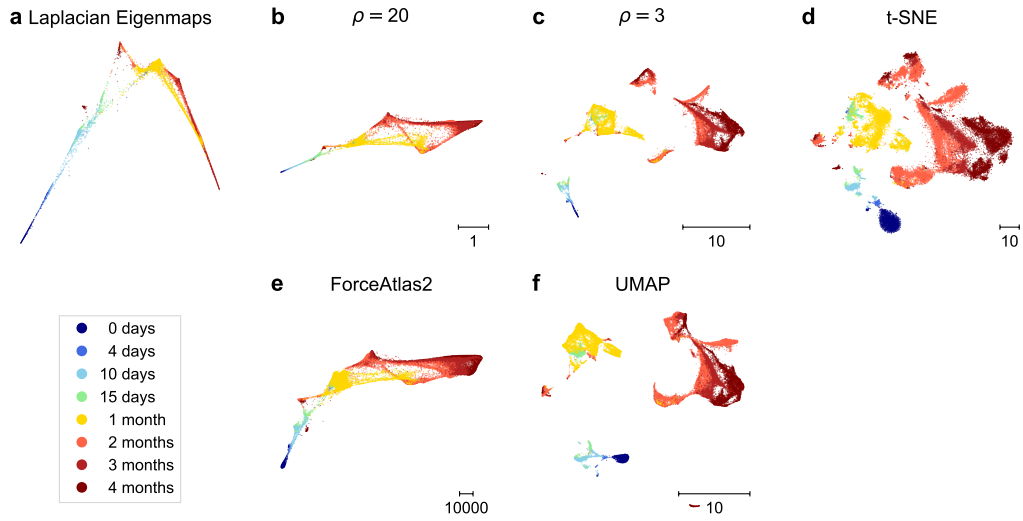 a Laplacian Eigenmaps
b ρ = 20
c ρ = 3
d t-SNE
1
10
10
e ForceAtlas2
f UMAP
0 days
4 days
10 days
15 days
1 month
2 months
3 months
4 months
10000
10